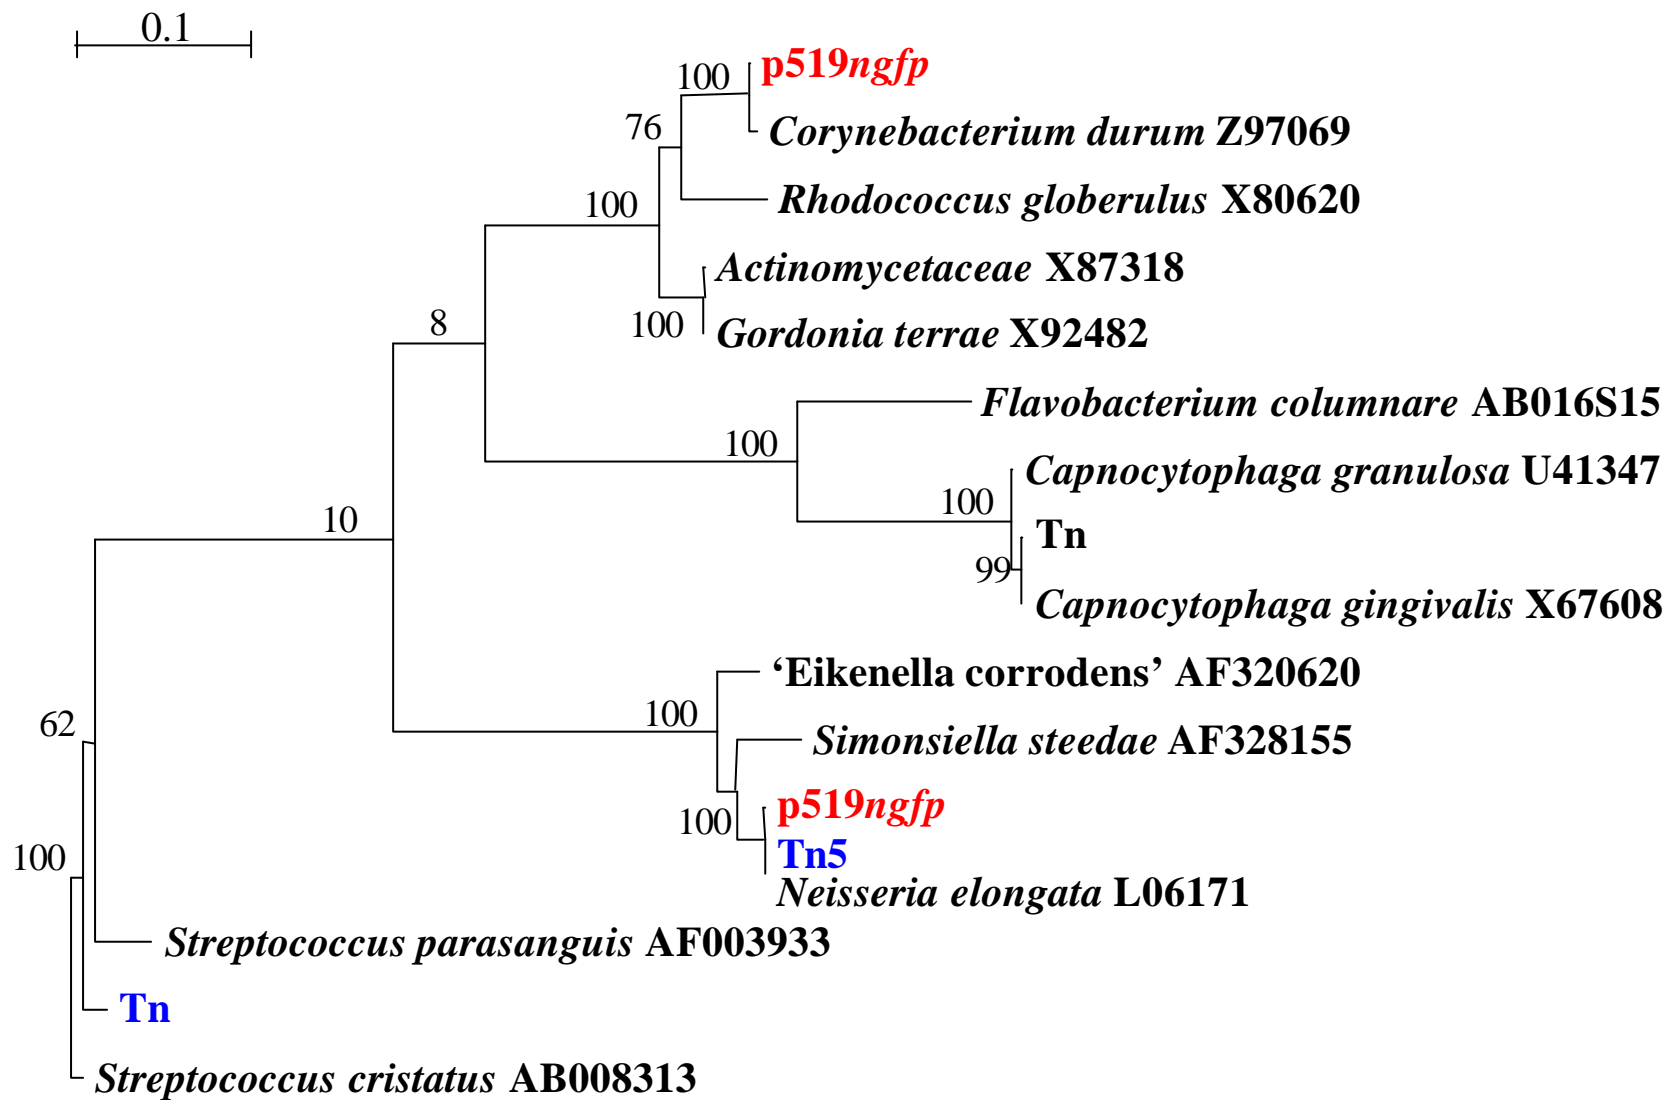 0.1
100
p519ngfp
76
Corynebacterium durum Z97069
100
Rhodococcus globerulus X80620
Actinomycetaceae X87318
8
100
Gordonia terrae X92482
Flavobacterium columnare AB016S15
100
Capnocytophaga granulosa U41347
100
10
Tn
99
Capnocytophaga gingivalis X67608
‘Eikenella corrodens’ AF320620
100
62
Simonsiella steedae AF328155
p519ngfp
100
Tn5
100
Neisseria elongata L06171
Streptococcus parasanguis AF003933
Tn
Streptococcus cristatus AB008313